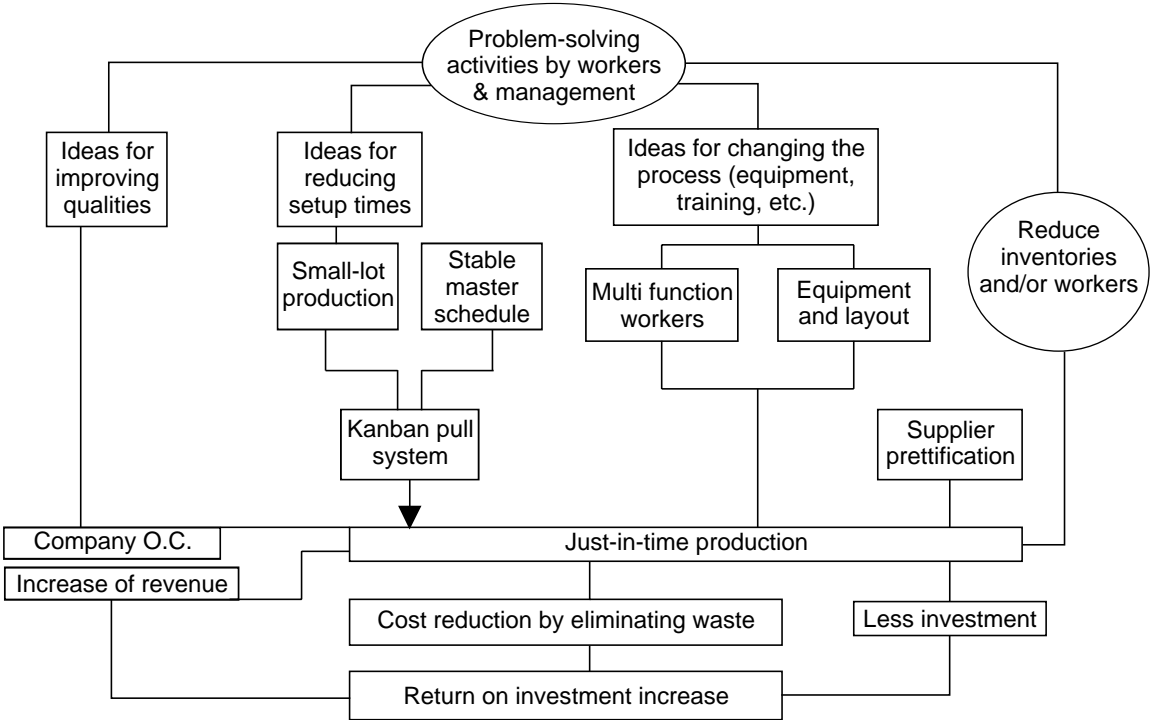 Problem-solving
activities by workers
& management
Ideas for
improving
qualities
Ideas for
reducing
setup times
Ideas for changing the
process (equipment,
training, etc.)
Reduce
inventories
and/or workers
Small-lot
production
Stable
master
schedule
Multi function
workers
Equipment
and layout
Kanban pull
system
Supplier
prettification
Company O.C.
Just-in-time production
Increase of revenue
Cost reduction by eliminating waste
Less investment
Return on investment increase